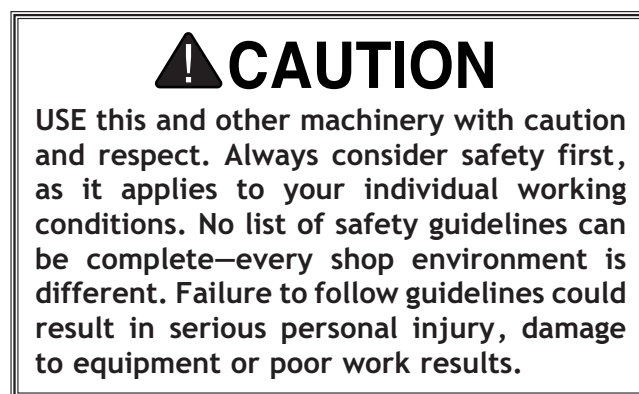 CAUTION
USE this and other machinery with caution
and respect. Always consider safety first,
as it applies to your individual working
conditions. No list of safety guidelines can
be complete—every shop environment is
different. Failure to follow guidelines could
result in serious personal injury, damage
to equipment or poor work results.